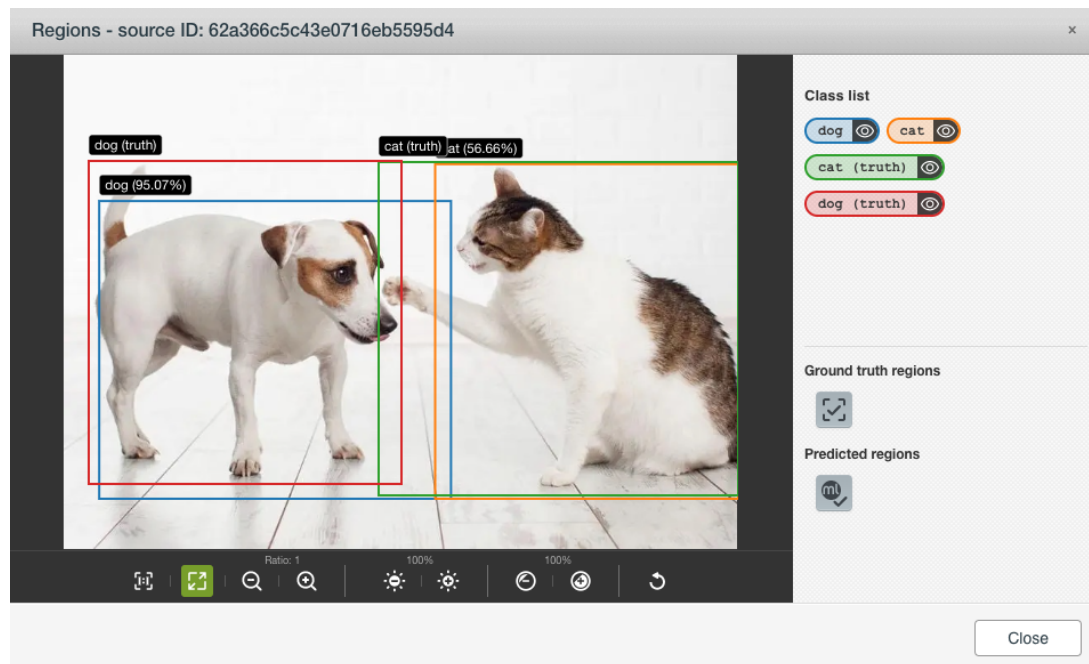 Regions - source ID: 62a366c5c43e0716eb5595d4
×
dog (truth)
cat (truth)
at (56.66%)
dog (95.07%)
Class list
dog
cat
cat (truth)
dog (truth)
Ground truth regions
Predicted regions
ml
Ratio: 1
100%
100%
Close